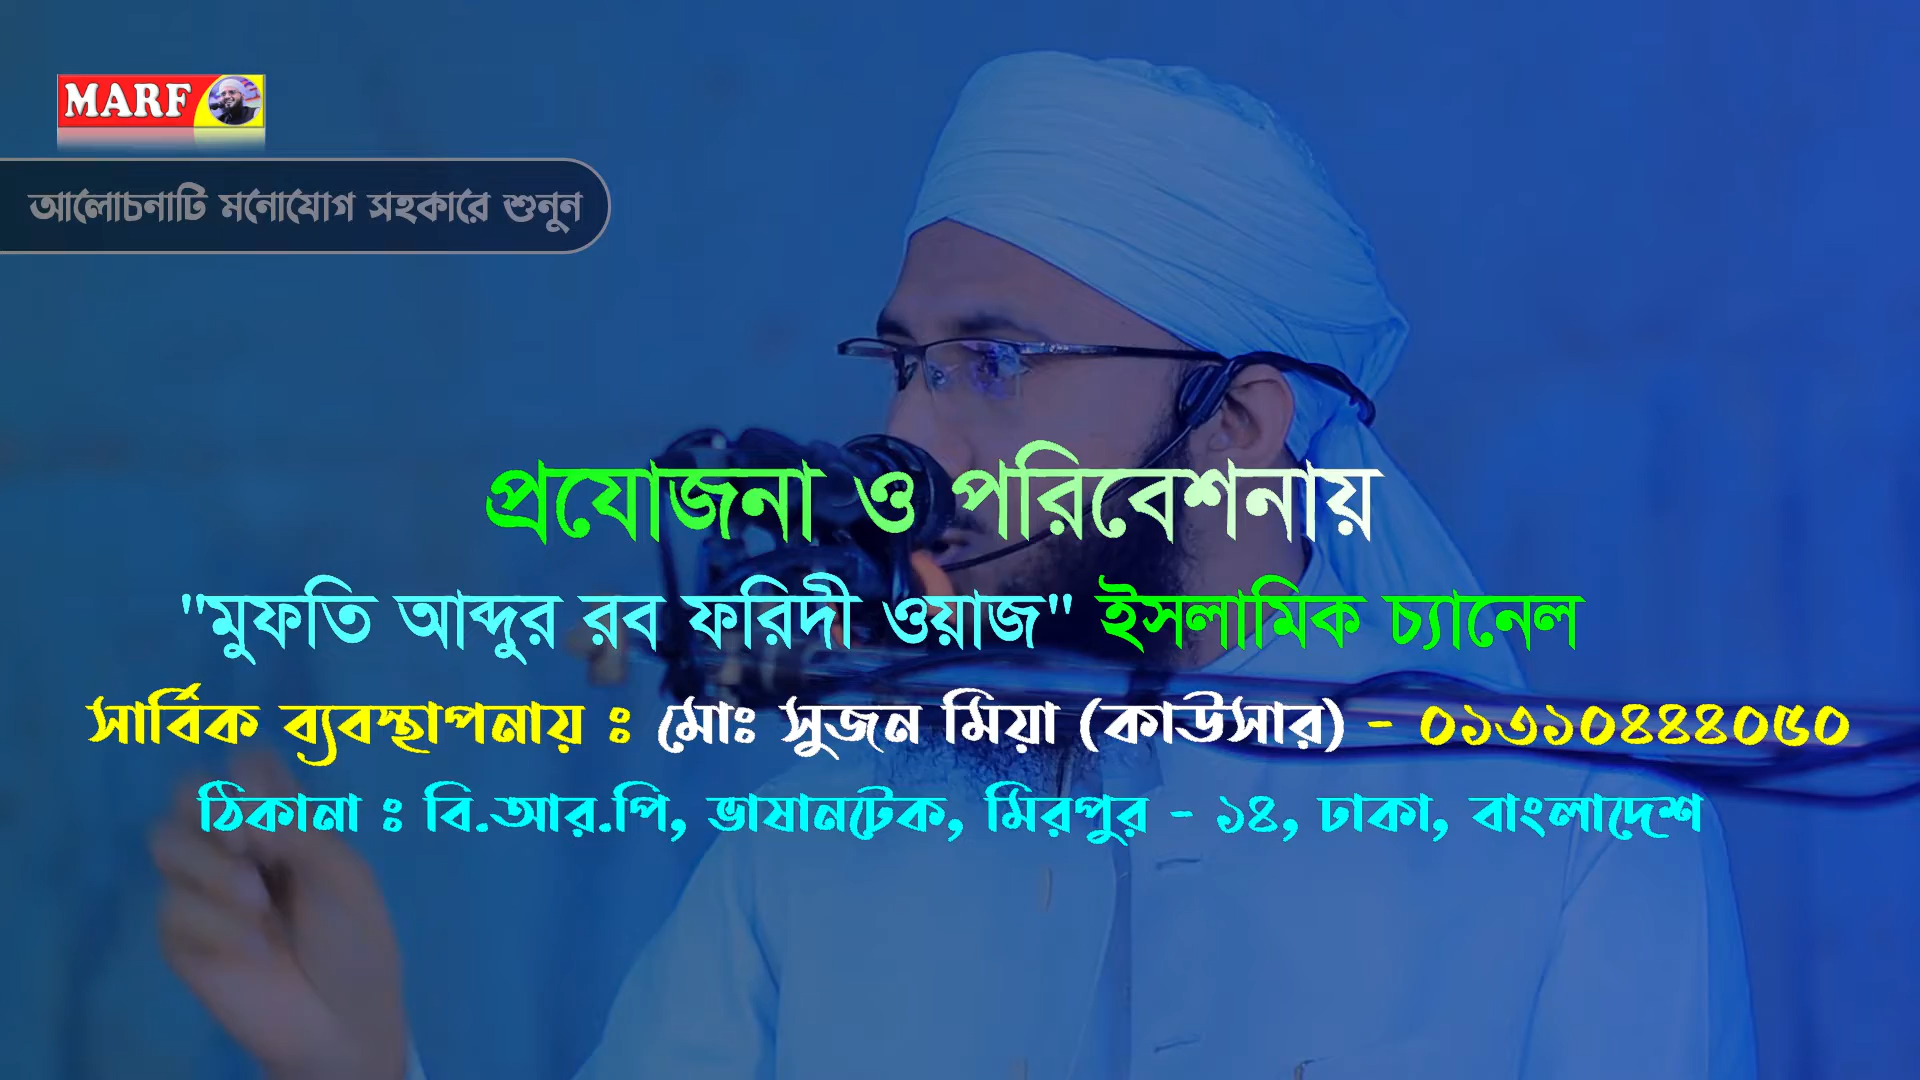 MARF
আলোচনাটি মনোযোগ সহকারে শুনুন
প্রযোজনা ও পরিবেশনায়
"মুফতি আব্দুর রব ফরিদী ওয়াজ" ইসলামিক চ্যানেল
সার্বিক ব্যবস্থাপনায় ঃ মোঃ সুজন মিয়া (কাউসার) - ০১৩১০৪৪৪০৫০
ঠিকানা ঃ বি.আর.পি, ভাষানটেক, মিরপুর - ১৪, ঢাকা, বাংলাদেশ